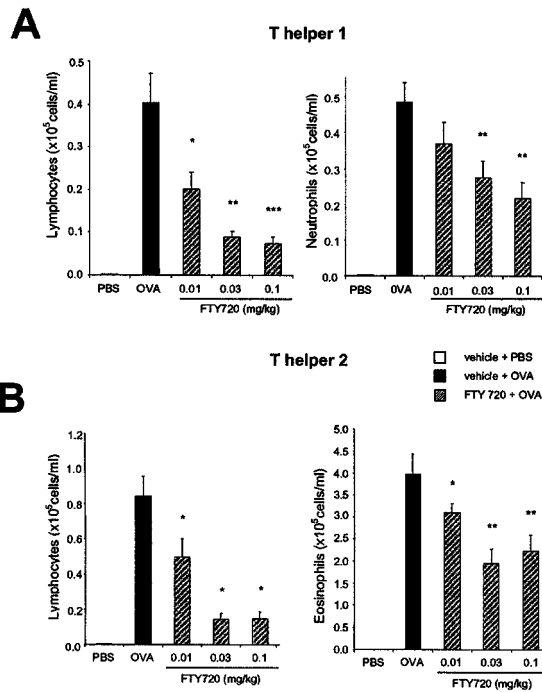 A
T helper 1
Lymphocytes (x10⁵cells/ml)
0.4
0.3
0.2
0.1
0.0
*
**
***
PBS OVA 0.01 0.03 0.1
FTY720 (mg/kg)
Neutrophils (x10⁵cells/ml)
0.5
0.4
0.3
0.2
0.1
0.0
**
**
PBS 0VA 0.01 0.03 0.1
FTY720 (mg/kg)
T helper 2
vehicle + PBS
vehicle + OVA
FTY 720 + OVA
B
Lymphocytes (x10⁵cells/ml)
1.2
1.0
0.8
0.6
0.4
0.2
0.0
*
*
*
PBS OVA 0.01 0.03 0.1
FTY720 (mg/kg)
Eosinophils (x10⁵cells/ml)
5.0
4.5
4.0
3.5
3.0
2.5
2.0
1.5
1.0
0.5
0.0
*
**
**
PBS OVA 0.01 0.03 0.1
FTY720 (mg/kg)